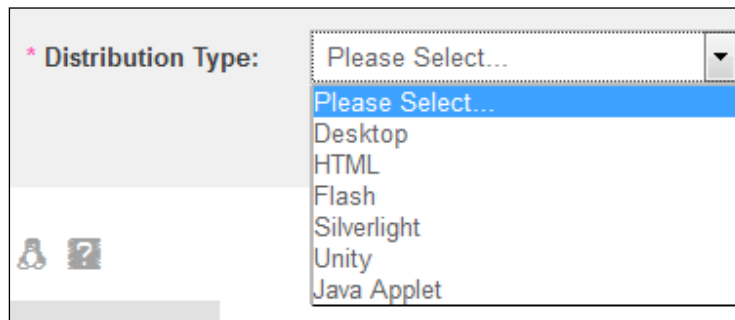 * Distribution Type: Please Select...
Please Select...
Desktop
HTML
Flash
Silverlight
Unity
Java Applet
?